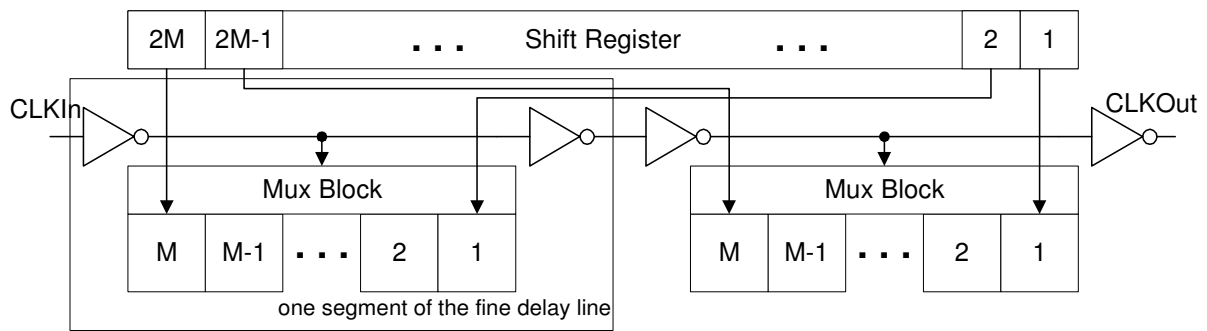 2M 2M-1 ... Shift Register ... 2 1
CLKIn CLKOut
Mux Block Mux Block
M M-1 ... 2 1 M M-1 ... 2 1
one segment of the fine delay line